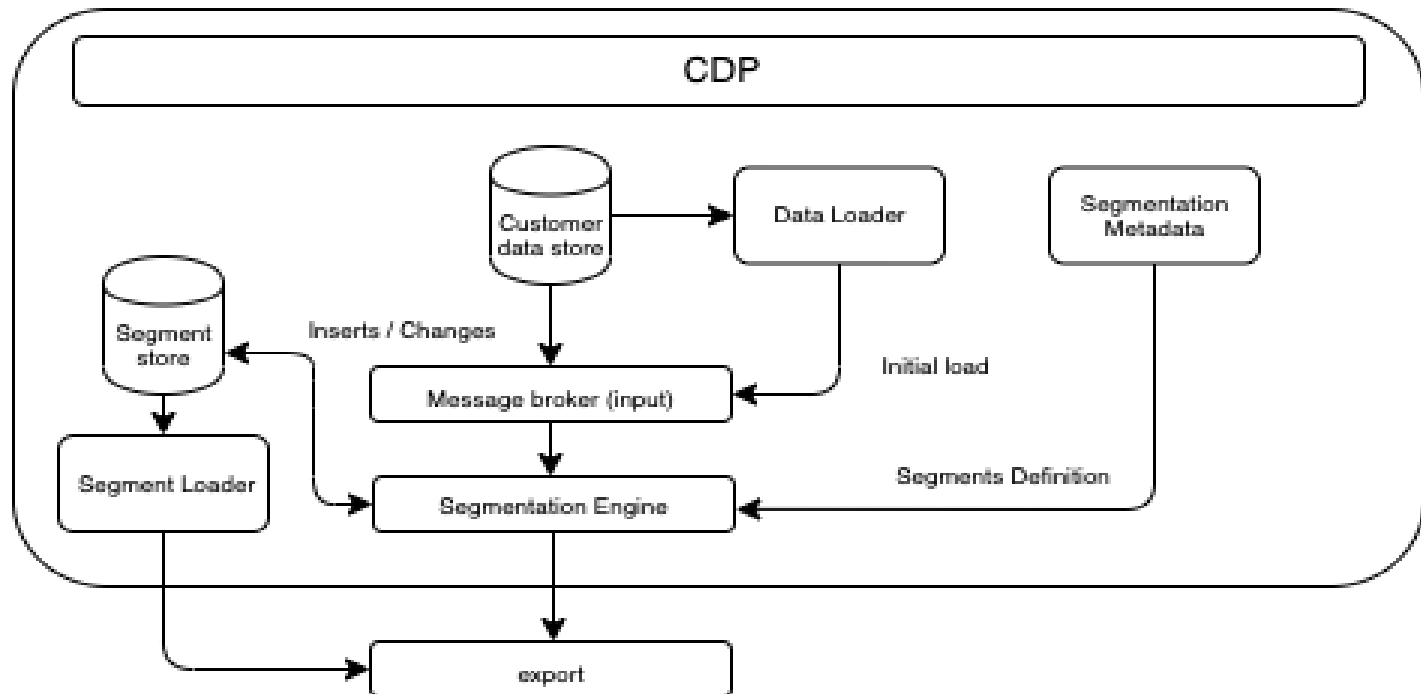 CDP
Customer
data store
Data Loader
Segmentation
Metadata
Segment
store
Inserts / Changes
Initial load
Message broker (input)
Segment Loader
Segments Definition
Segmentation Engine
export